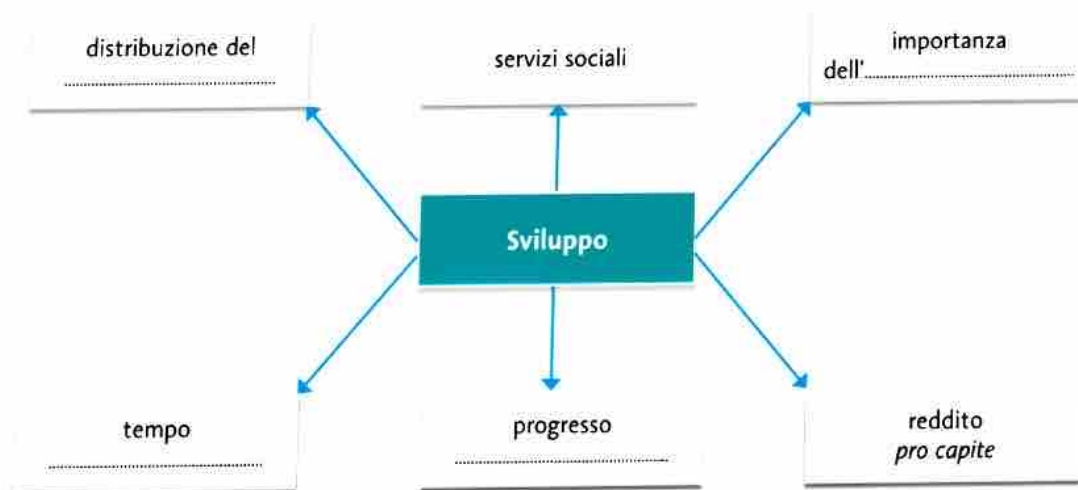 distribuzione del
..............................
servizi sociali
importanza
dell'..............................
Sviluppo
tempo
..............................
progresso
..............................
reddito
pro capite